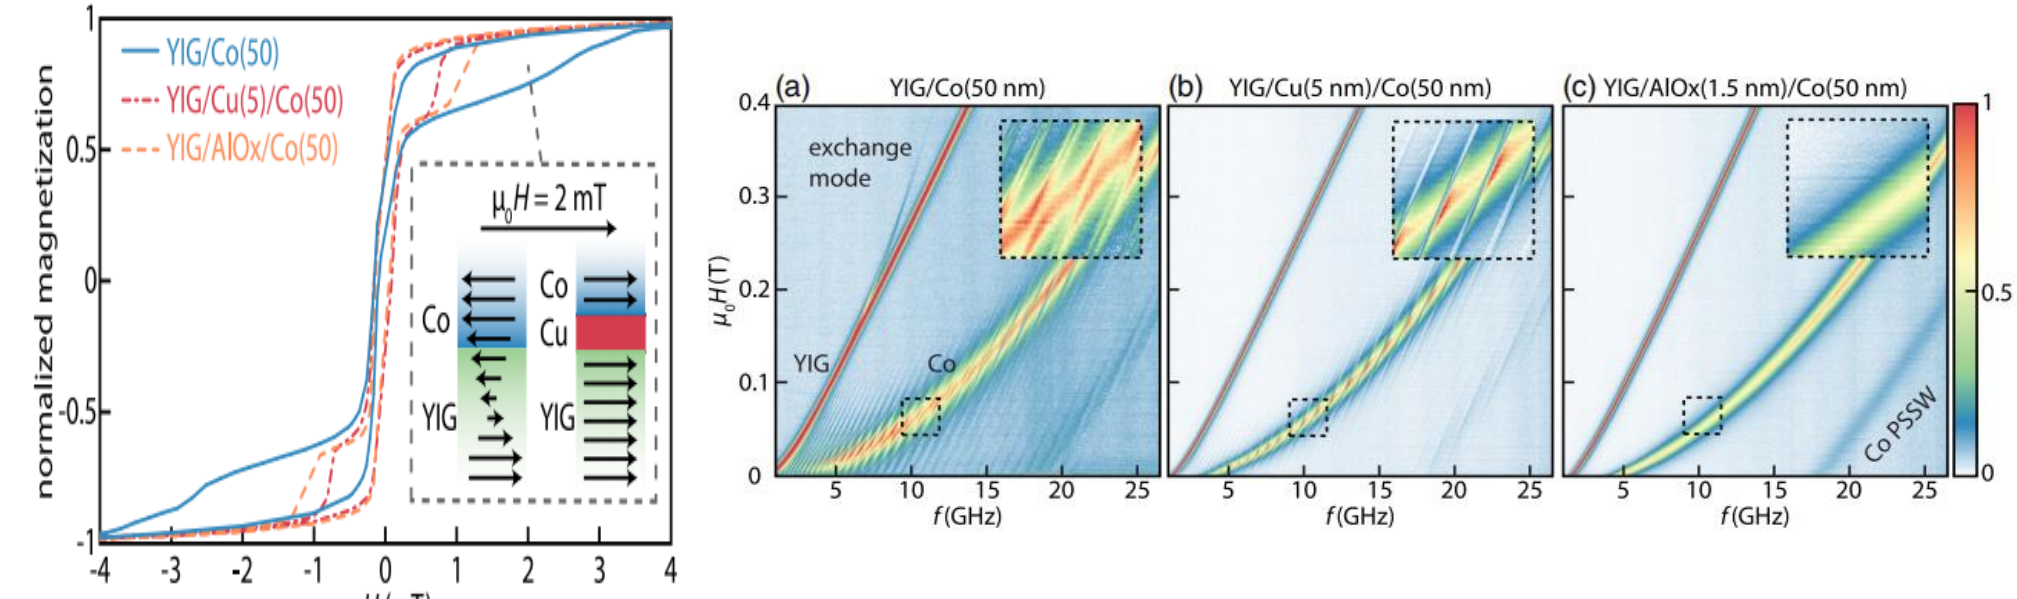 normalized magnetization
1
0.5
0
-0.5
-1
-4 -3 -2 -1 0 1 2 3 4
YIG/Co(50)
YIG/Cu(5)/Co(50)
YIG/AlOx/Co(50)
μ0H = 2 mT
Co
YIG
Co
Cu
YIG
(a) YIG/Co(50 nm)
μ0H (T)
0.4
0.3
0.2
0.1
0
exchange
mode
YIG
Co
5 10 15 20 25
f (GHz)
(b) YIG/Cu(5 nm)/Co(50 nm)
5 10 15 20 25
f (GHz)
(c) YIG/AlOx(1.5 nm)/Co(50 nm)
Co PSSW
5 10 15 20 25
f (GHz)
1
0.5
0